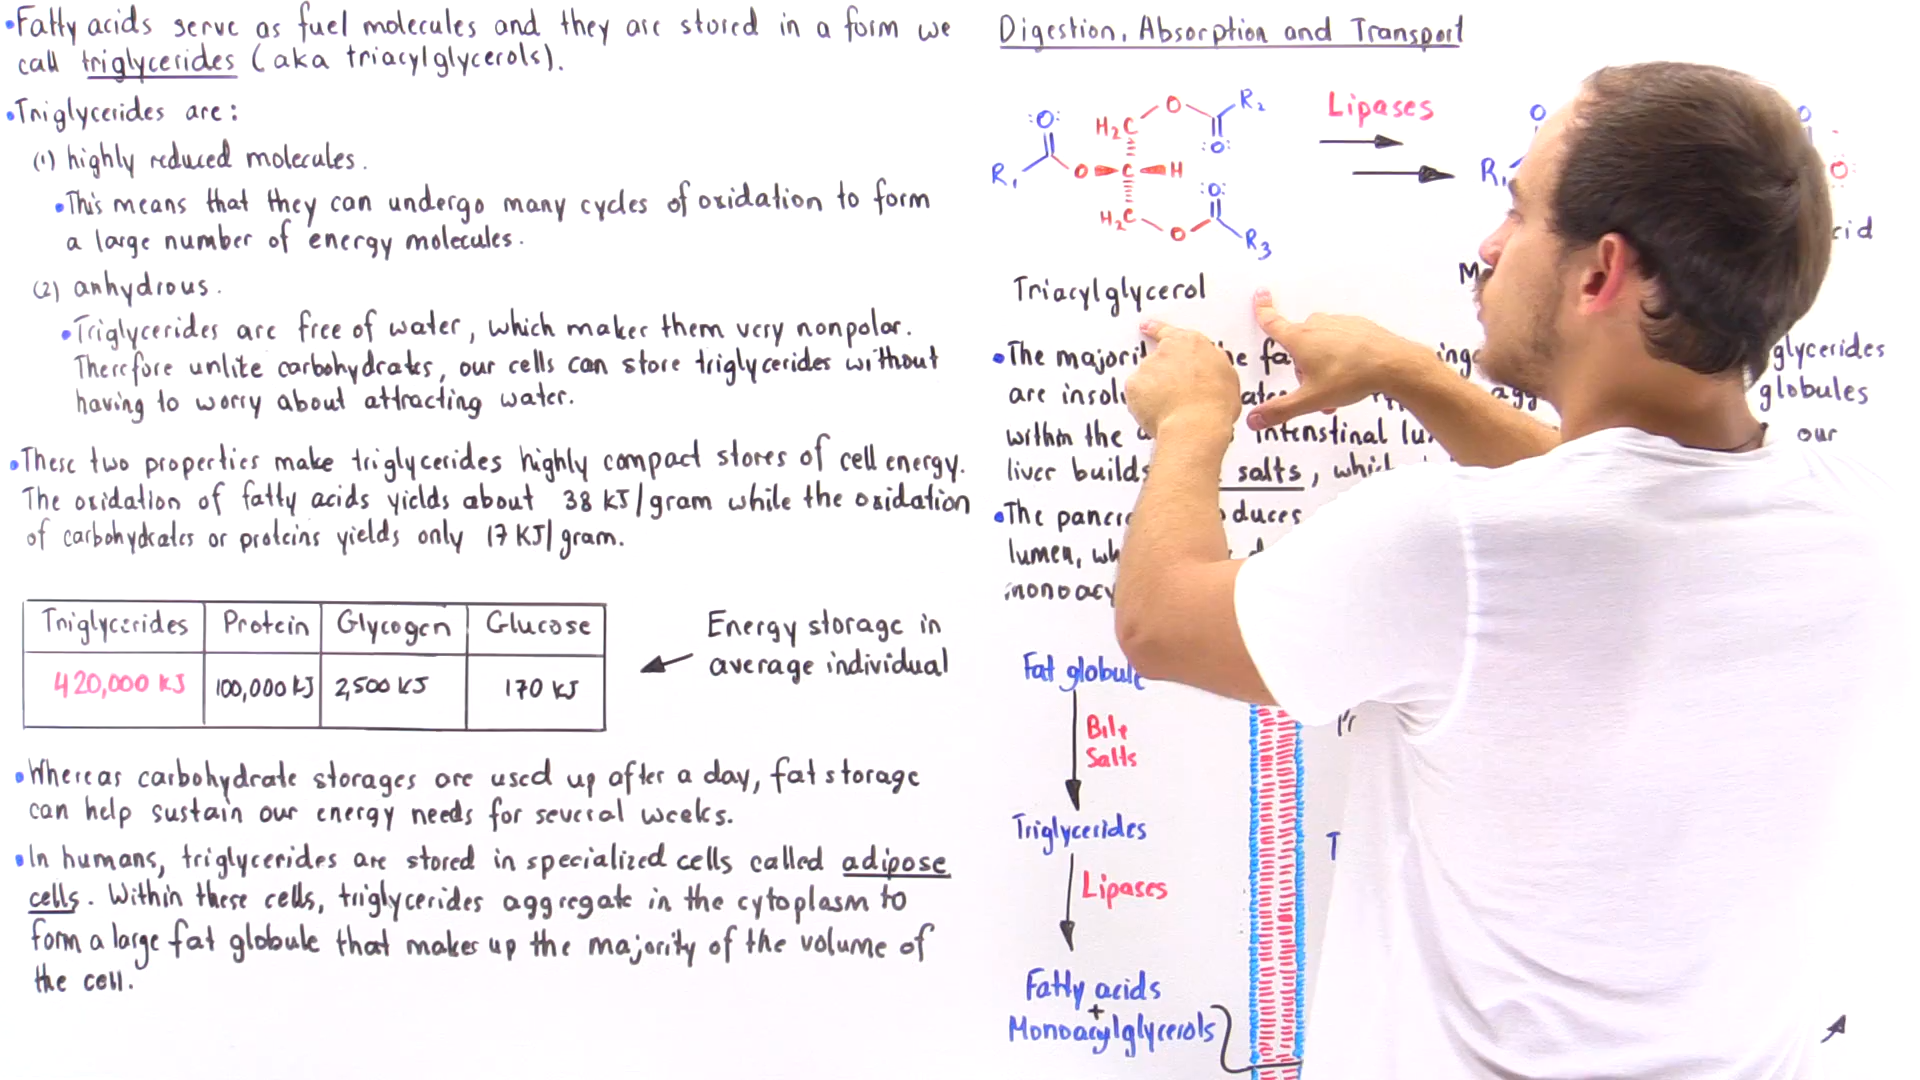 •Fatty acids serve as fuel molecules and they are stored in a form we
call triglycerides (aka triacylglycerols).
•Triglycerides are:
(1) highly reduced molecules.
•This means that they can undergo many cycles of oxidation to form
a large number of energy molecules.
(2) anhydrous.
•Triglycerides are free of water, which makes them very nonpolar.
Therefore unlike carbohydrates, our cells can store triglycerides without
having to worry about attracting water.
•These two properties make triglycerides highly compact stores of cell energy.
The oxidation of fatty acids yields about 38 kJ/gram while the oxidation
of carbohydrates or proteins yields only 17 KJ/gram.
Triglycerides Protein Glycogen Glucose
420,000 KJ 100,000 KJ 2,500 KJ 170 KJ
Energy storage in
average individual
•Whereas carbohydrate storages are used up after a day, fat storage
can help sustain our energy needs for several weeks.
•In humans, triglycerides are stored in specialized cells called adipose
cells. Within these cells, triglycerides aggregate in the cytoplasm to
form a large fat globule that makes up the majority of the volume of
the cell.
Digestion, Absorption and Transport
:O: H₂C O R₂
:O:
R₁ O C H
:O:
H₂C O R₃
Lipases
O O
R₁ O
Triacylglycerol
•The
glycerides
are globules
within the intenstinal our
liver builds salts,
•The
lumen,
Fat globule
Bile
Salts
Triglycerides
Lipases
Fatty acids
+
Monoacylglycerols
T